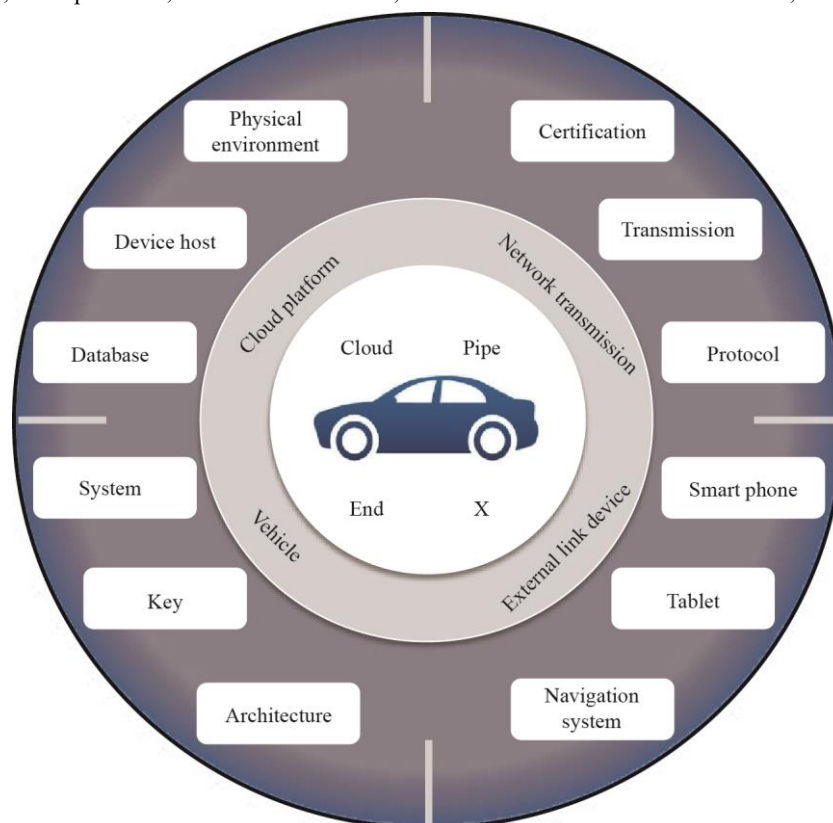 Physical
environment
Certification
Device host
Transmission
Cloud platform
Network transmission
Database
Cloud
Pipe
Protocol
System
End
X
Smart phone
Vehicle
External link device
Key
Tablet
Architecture
Navigation
system